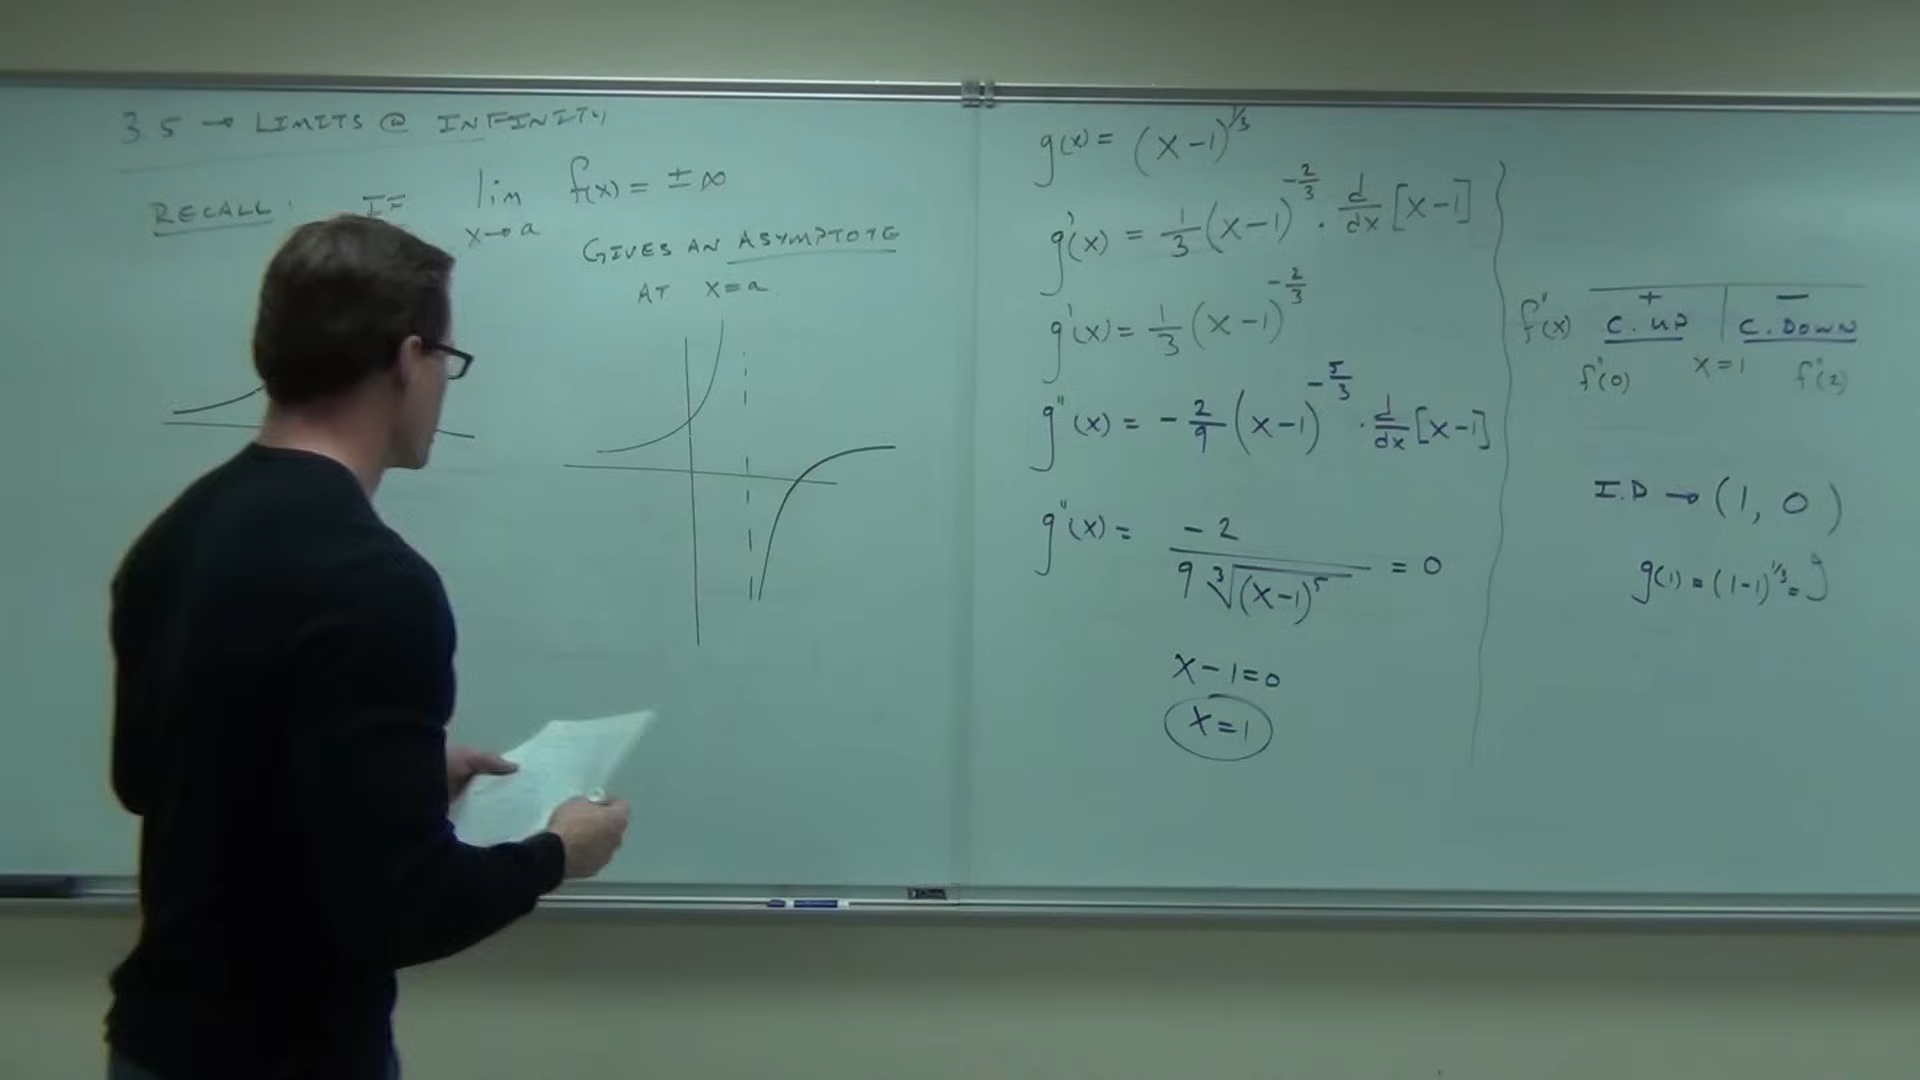 3.5 → LIMITS @ INFINITY
RECALL: IF lim f(x) = ±∞
x→a
GIVES AN ASYMPTOTE
AT x=a
g(x) = (x-1)^1/3
g'(x) = 1/3 (x-1)^-2/3 · d/dx [x-1]
g'(x) = 1/3 (x-1)^-2/3
g''(x) = -2/9 (x-1)^-5/3 · d/dx [x-1]
g''(x) = -2 / 9 ∛(x-1)^5 = 0
x-1=0
x=1
+ −
f''(x) C. UP C. DOWN
f''(0) x=1 f''(2)
I.P → (1, 0)
g(1) = (1-1)^1/3 =